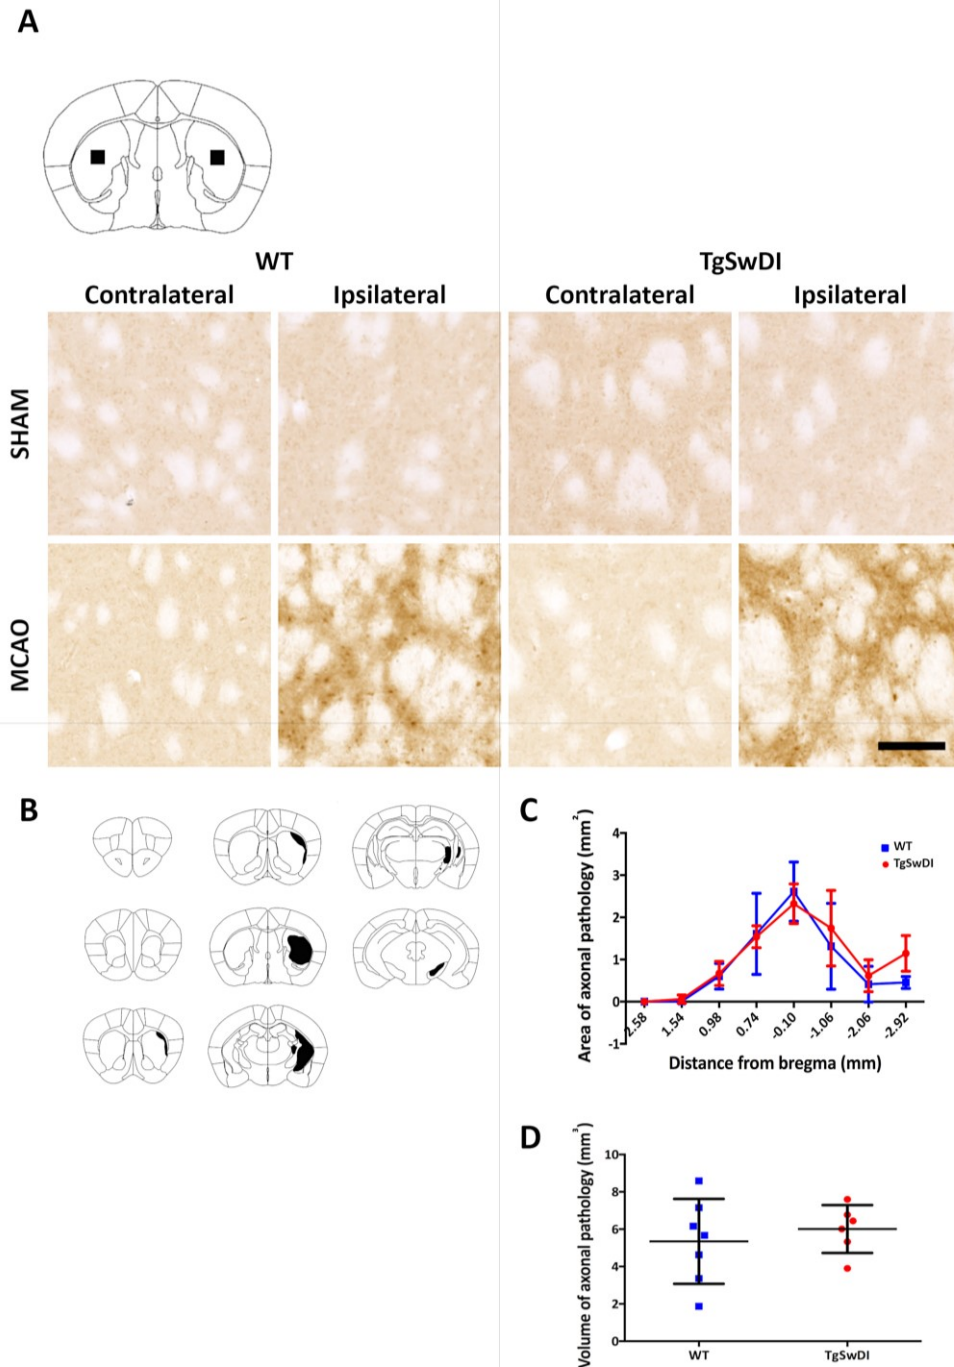 A
WT
TgSwDI
Contralateral
Ipsilateral
Contralateral
Ipsilateral
SHAM
MCAO
B
C
Area of axonal pathology (mm²)
4
3
2
1
0
-1
WT
TgSwDI
2.58
1.54
0.98
0.74
-0.10
-1.06
-2.06
-2.92
Distance from bregma (mm)
D
Volume of axonal pathology (mm³)
10
8
6
4
2
0
WT
TgSwDI